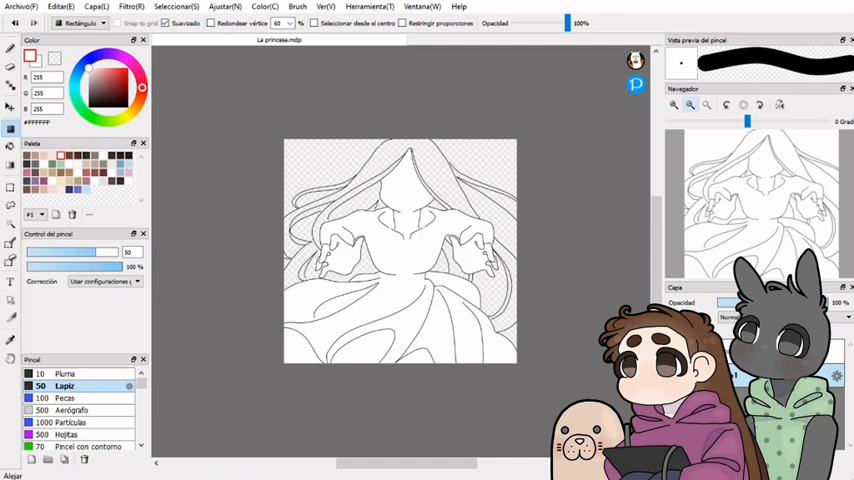 Archivo(F) Editar(E) Capa(L) Filtro(R) Seleccionar(S) Ajustar(N) Color(C) Brush Ver(V) Herramienta(T) Ventana(W) Help
Rectángulo Snap to grid Suavizado Redondear vértice 60 % Seleccionar desde el centro Restringir proporciones Opacidad 100%
La princesa.mdp
Color
R 255
G 255
B 255
#FFFFFF
Paleta
#1
Control del pincel
50
100 %
Corrección Usar configuraciones g
Pincel
10 Pluma
50 Lapiz
100 Pecas
500 Aerógrafo
1000 Partículas
500 Hojitas
70 Pincel con contorno
Alejar
Vista previa del pincel
Navegador
0 Grad
Capa
Opacidad 100 %
Norma
P